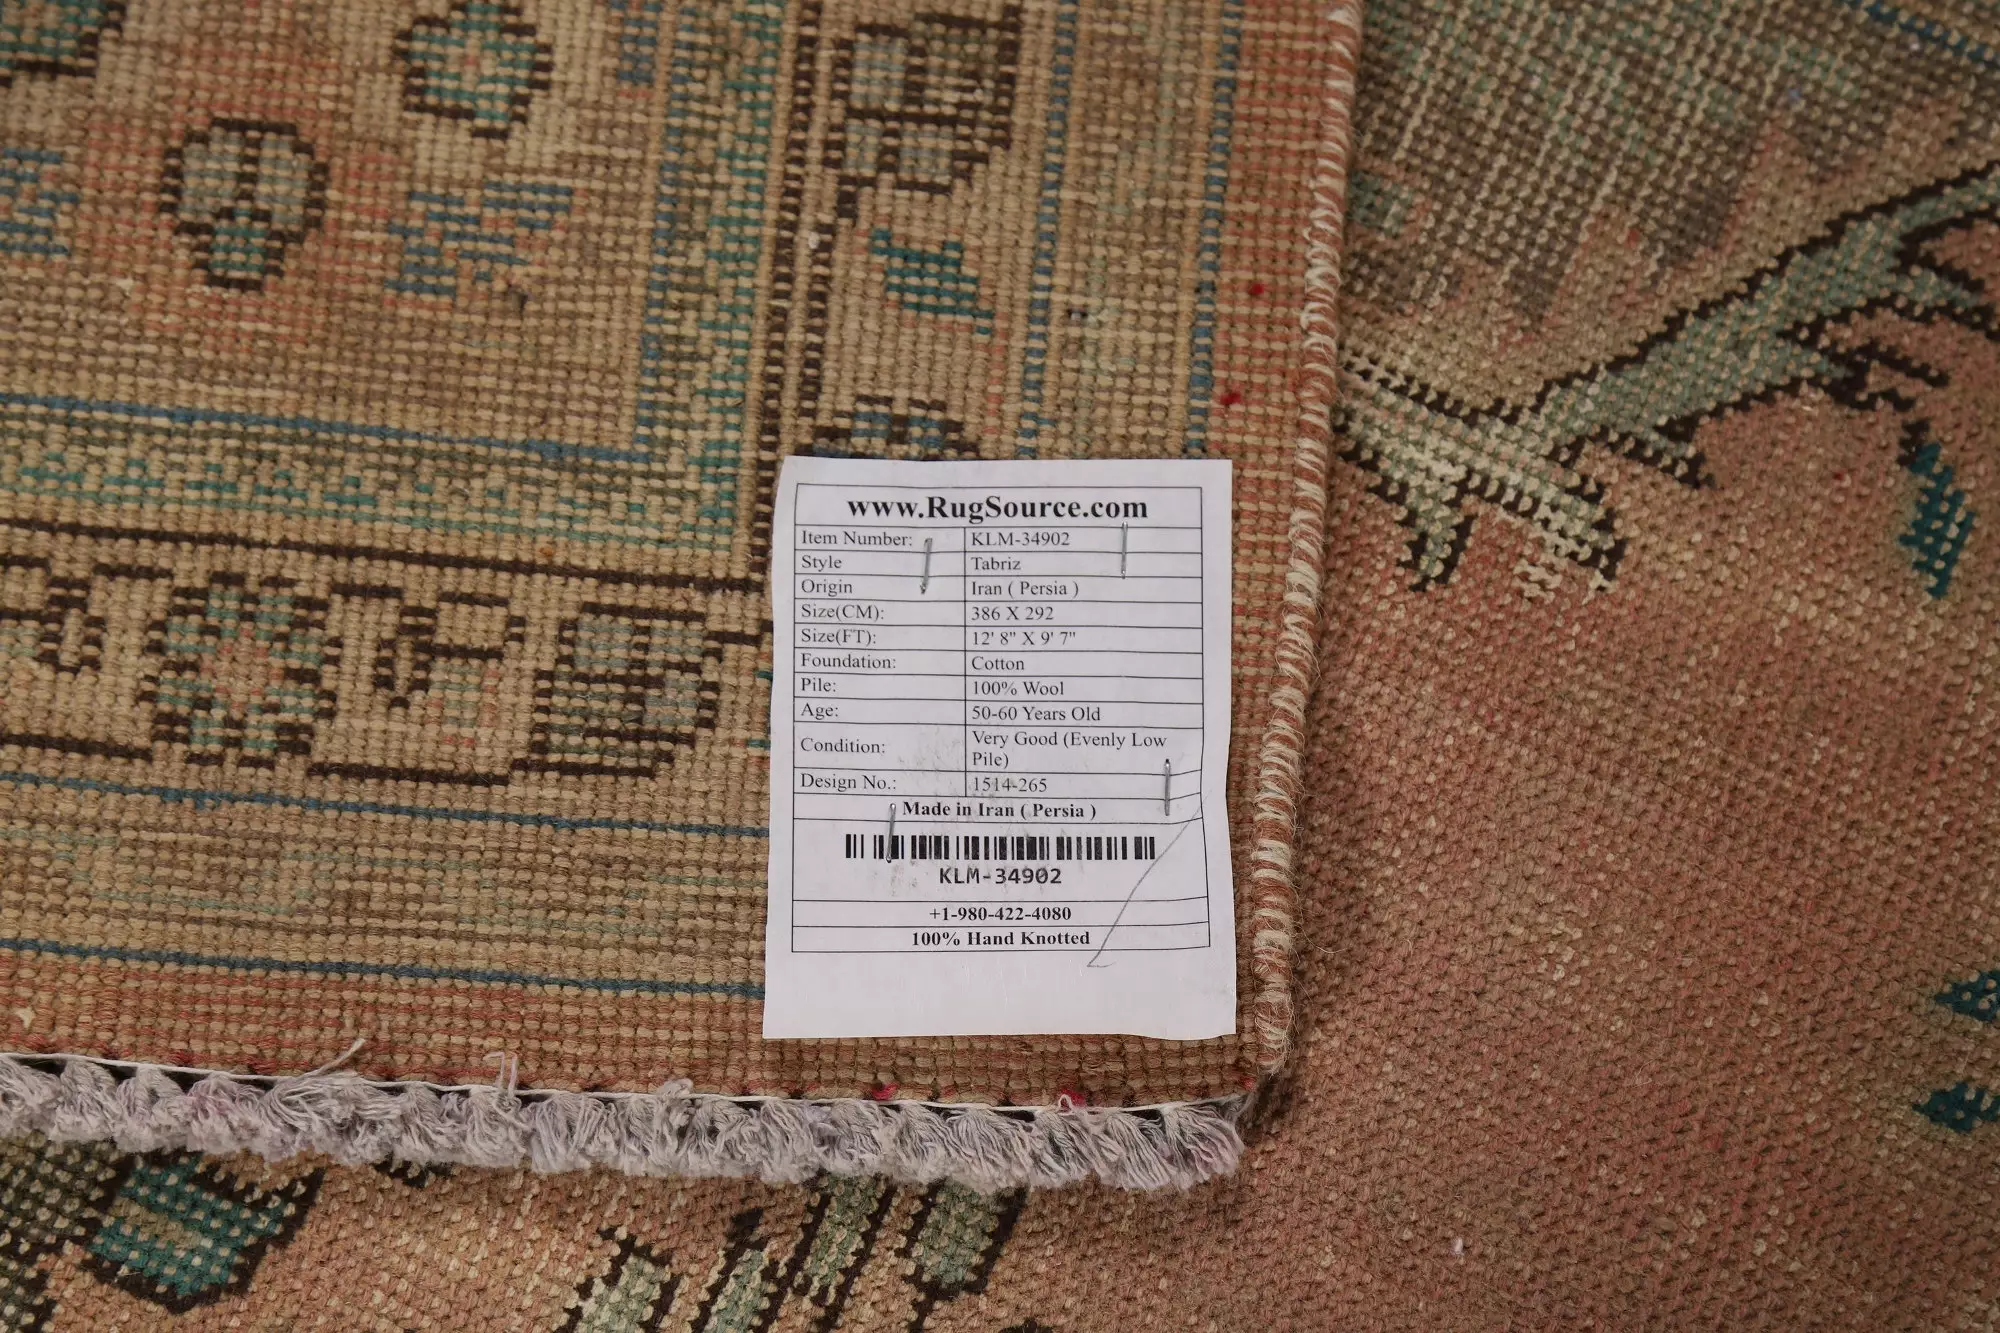 www.RugSource.com
Item Number: KLM-34902
Style Tabriz
Origin Iran ( Persia )
Size(CM): 386 X 292
Size(FT): 12' 8" X 9' 7"
Foundation: Cotton
Pile: 100% Wool
Age: 50-60 Years Old
Condition: Very Good (Evenly Low
Pile)
Design No.: 1514-265
Made in Iran ( Persia )
KLM-34902
+1-980-422-4080
100% Hand Knotted